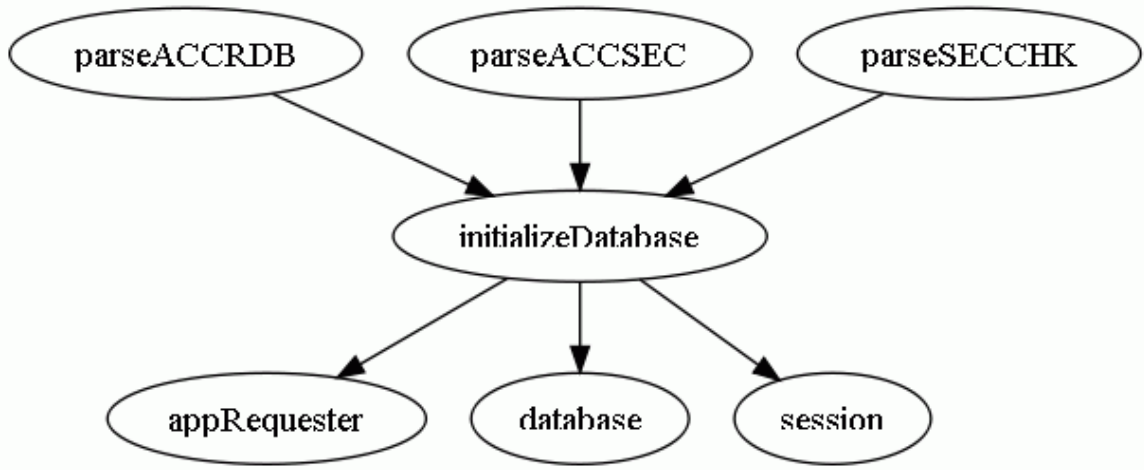 parseACCRDB
parseACCSEC
parseSECCHK
initializeDatabase
appRequester
database
session